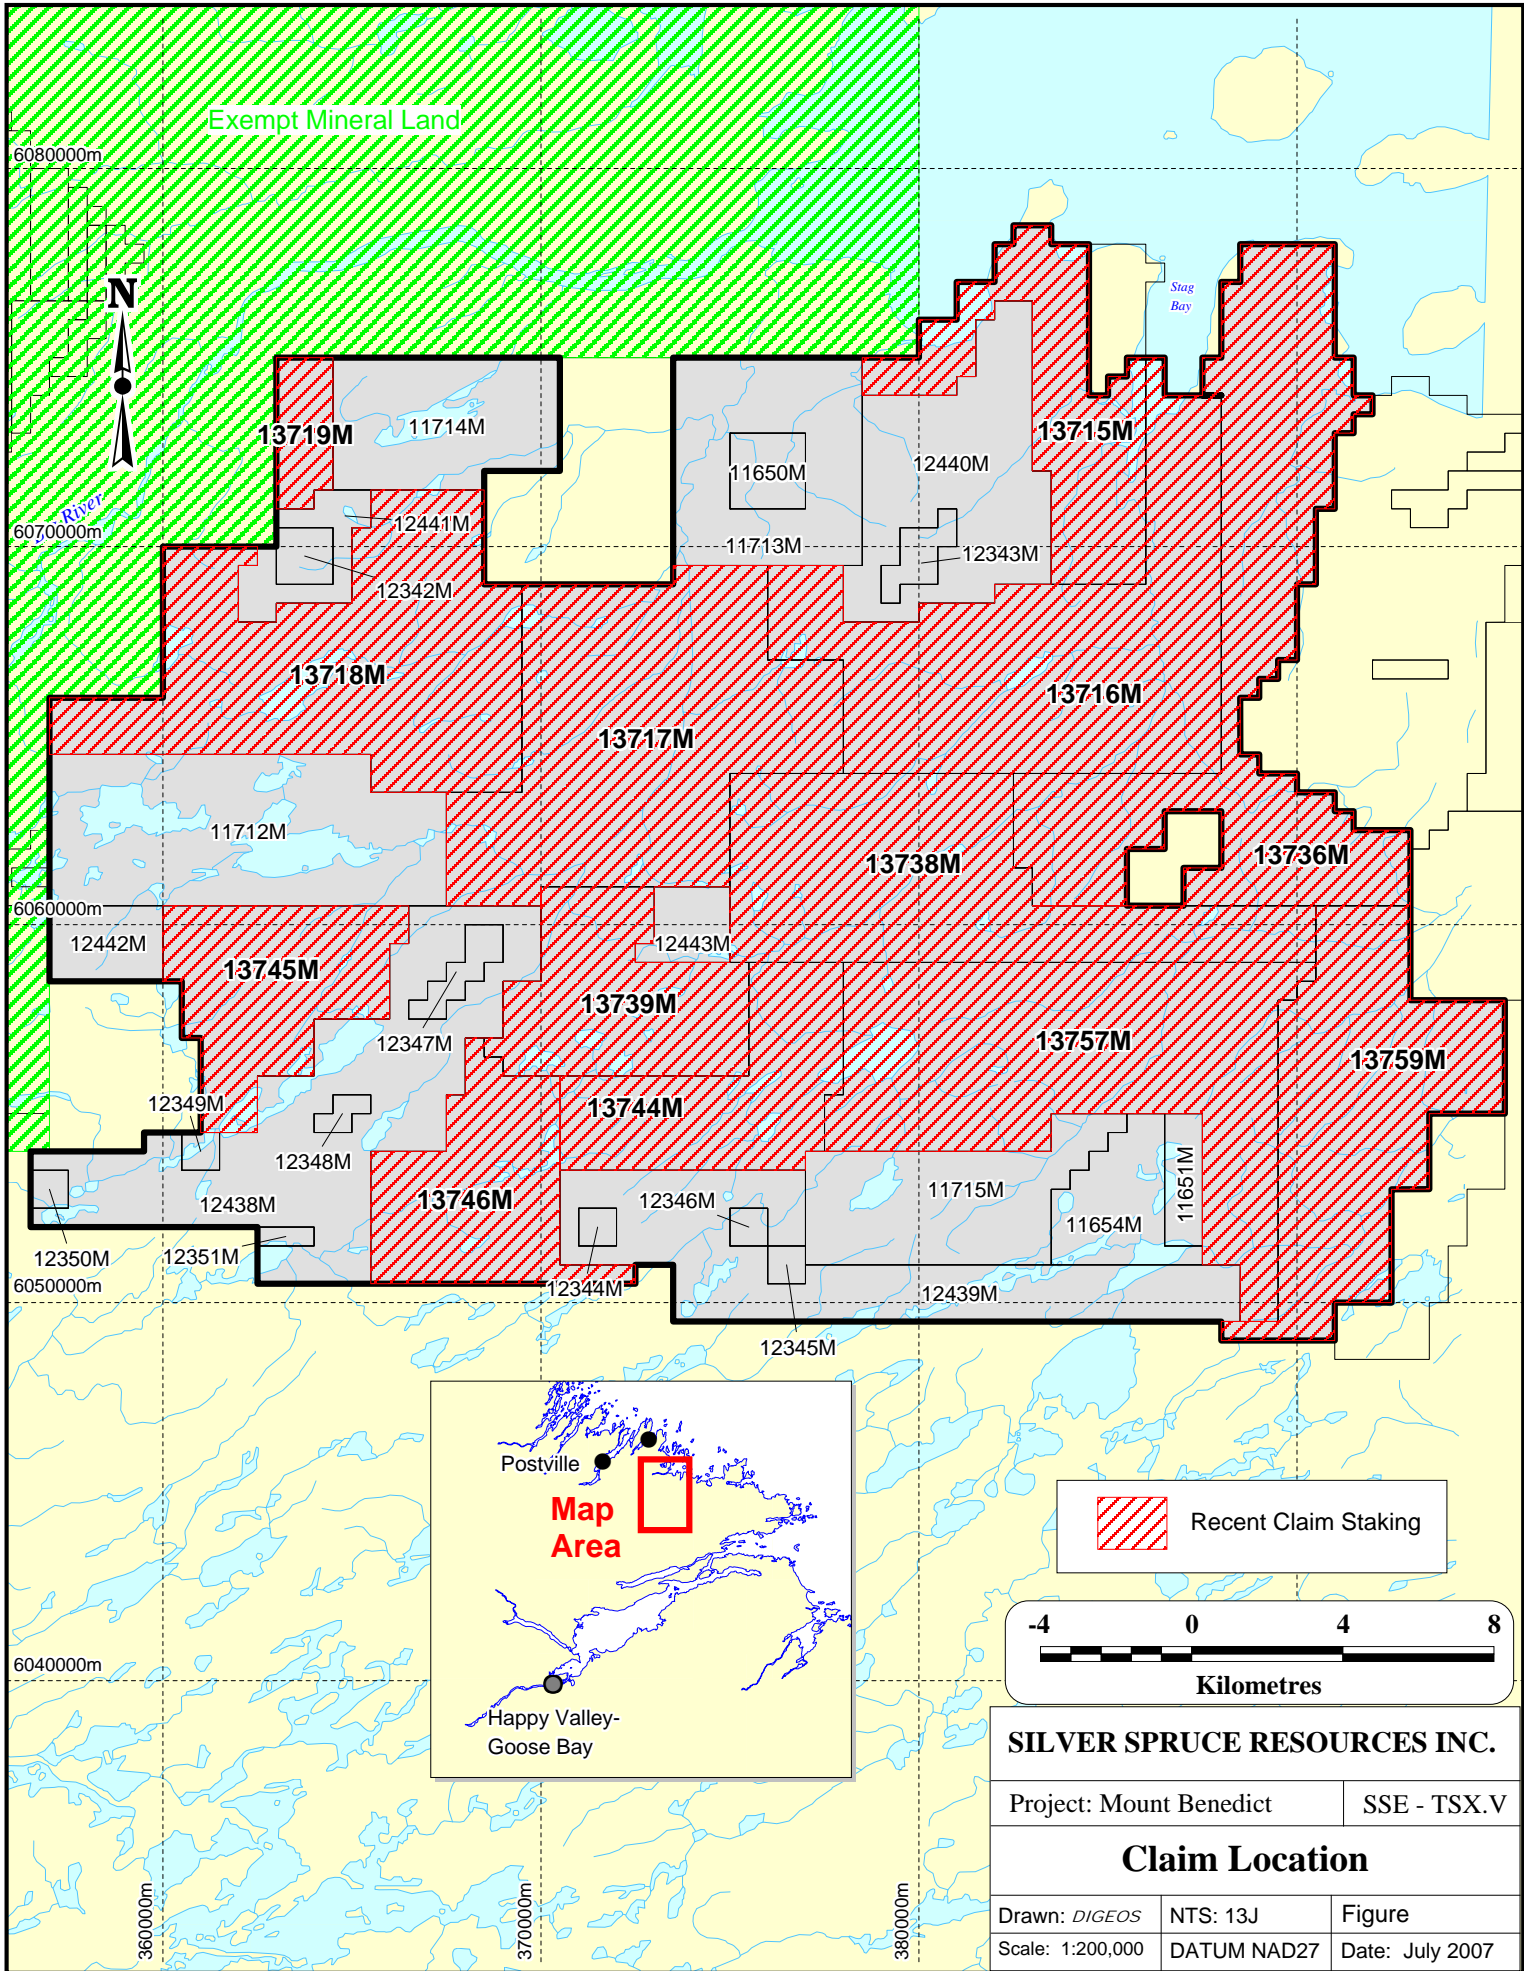 Exempt Mineral Land
6080000m
N
Stag
Bay
13719M
11714M
13715M
11650M
12440M
River
12441M
6070000m
11713M
12343M
12342M
13718M
13716M
13717M
11712M
13738M
13736M
6060000m
12442M
12443M
13745M
13739M
12347M
13757M
13759M
12349M
13744M
12348M
11651M
12438M
13746M
12346M
11715M
11654M
12350M
12351M
6050000m
12344M
12439M
12345M
Postville
Map
Area
Recent Claim Staking
-4 0 4 8
Kilometres
6040000m
Happy Valley-
Goose Bay
SILVER SPRUCE RESOURCES INC.
Project: Mount Benedict SSE - TSX.V
Claim Location
360000m
370000m
380000m
Drawn: DIGEOS NTS: 13J Figure
Scale: 1:200,000 DATUM NAD27 Date: July 2007